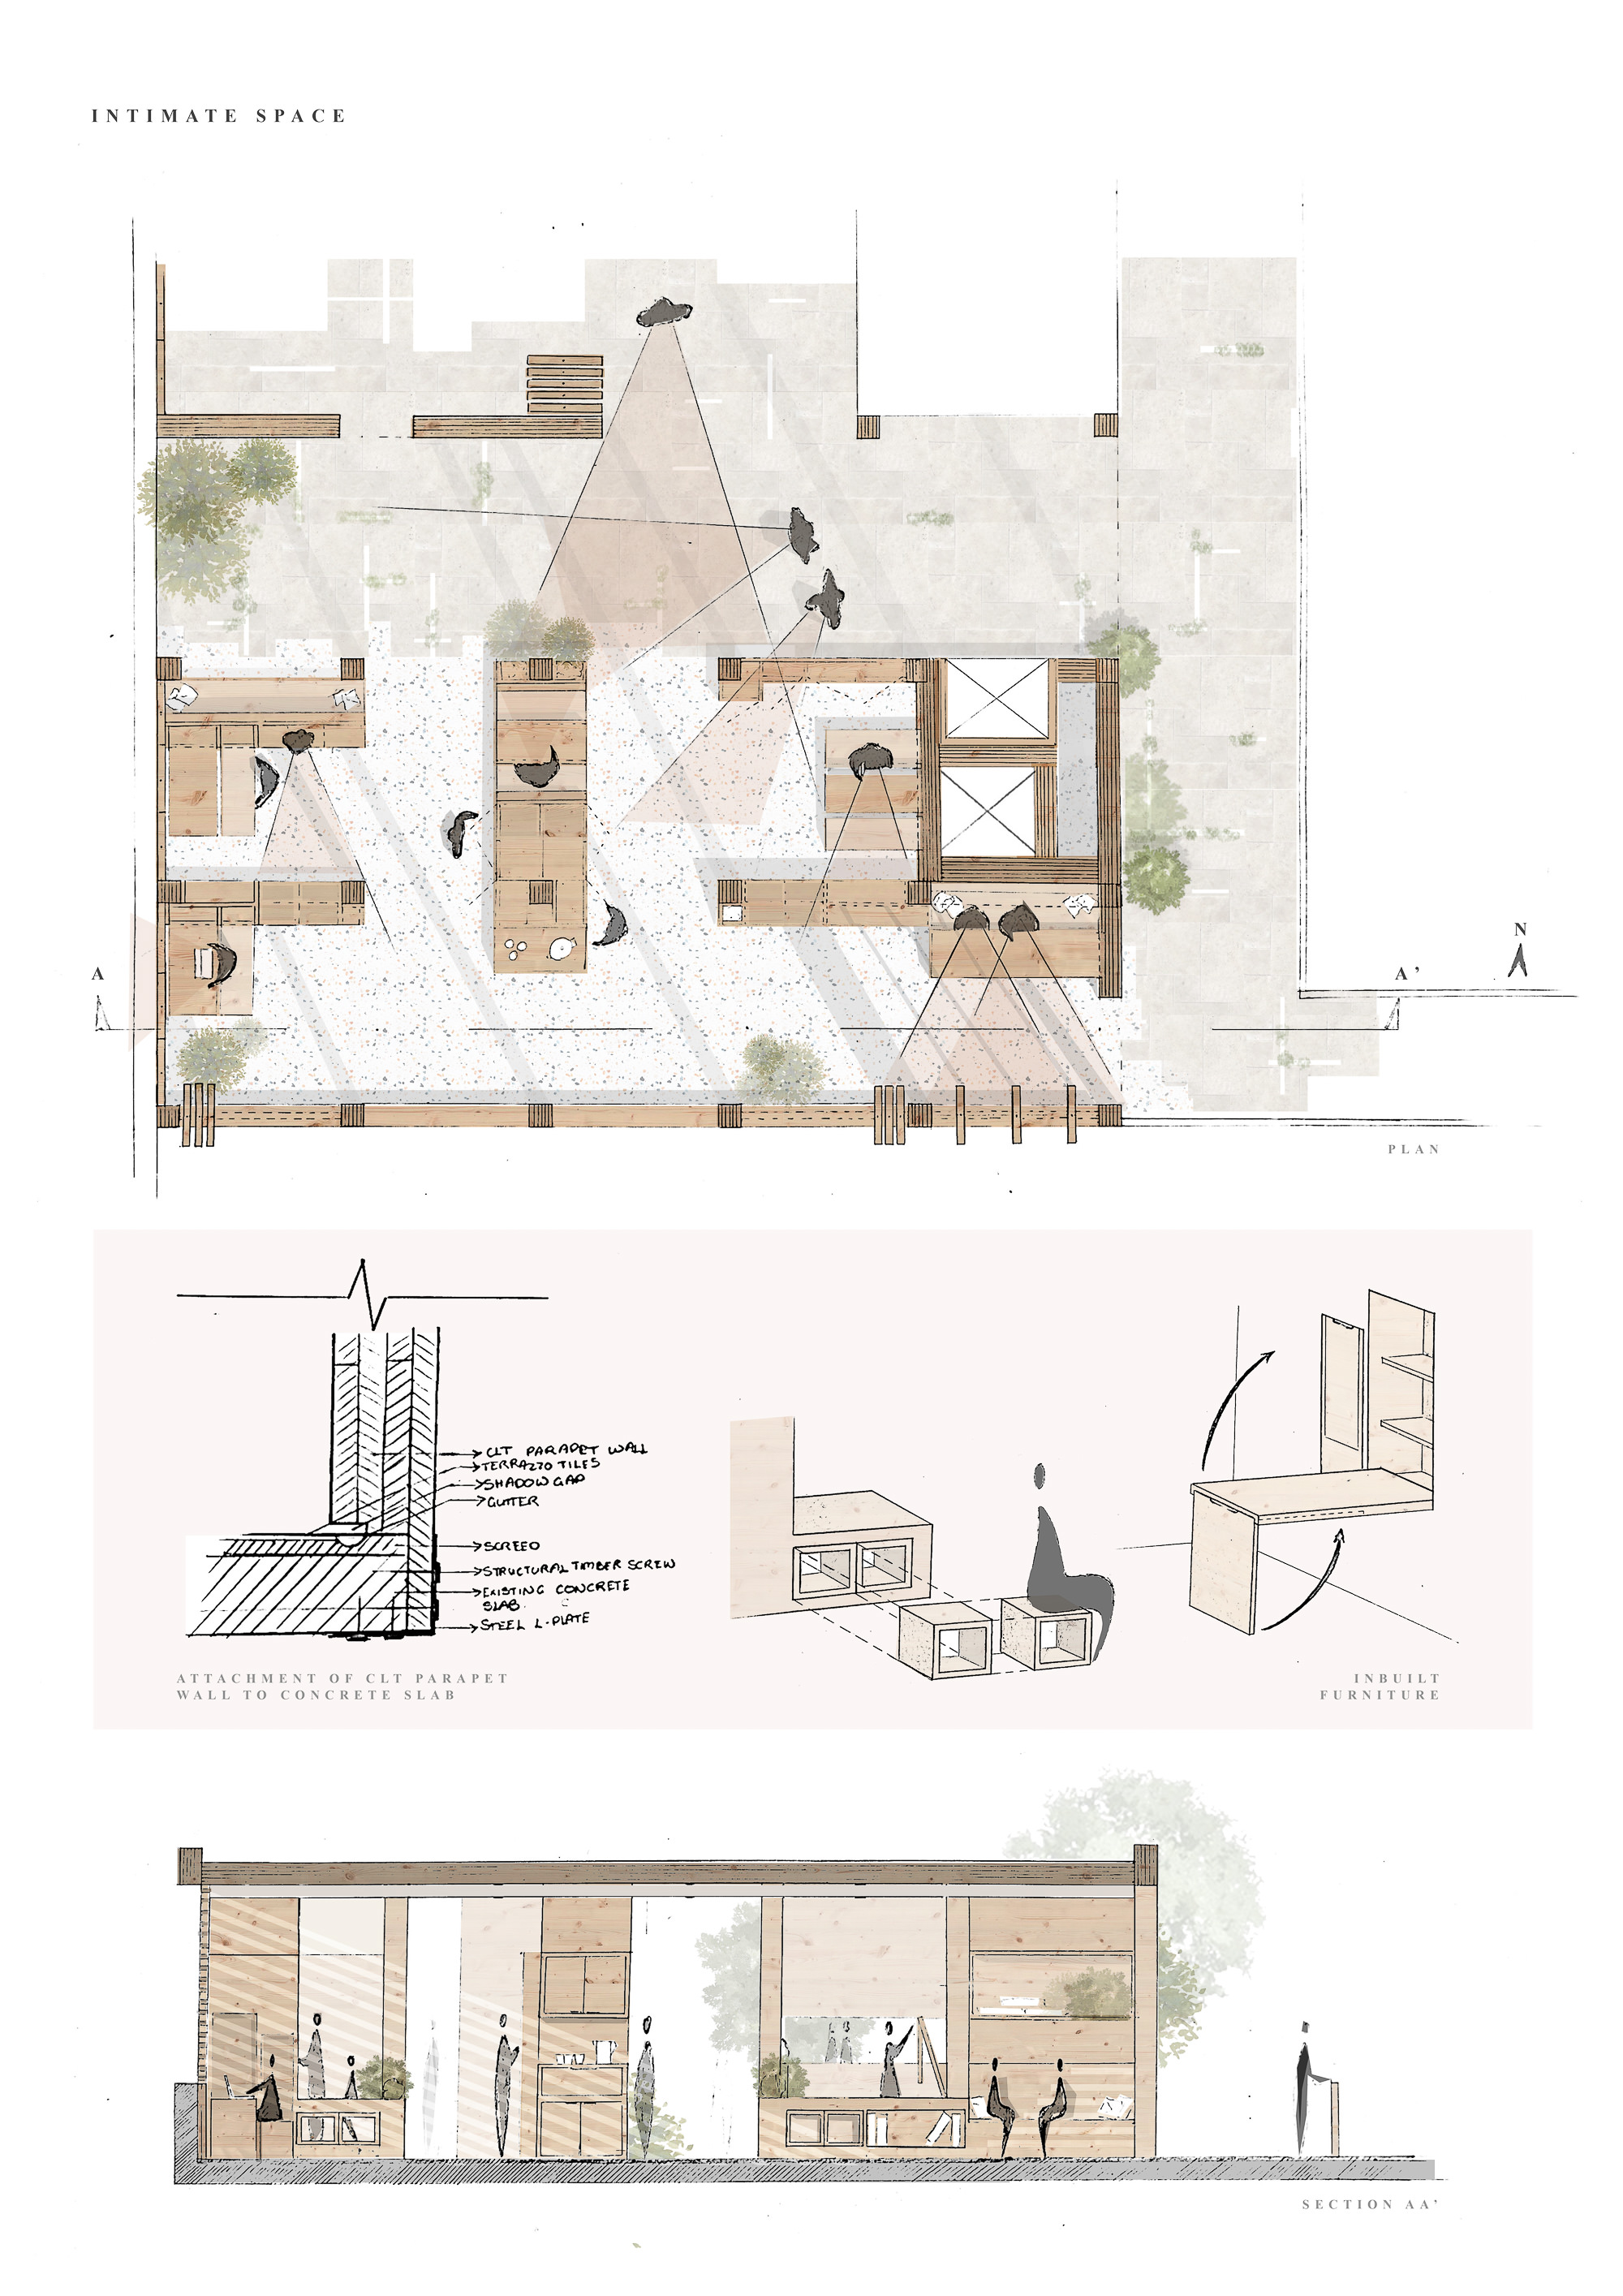 INTIMATE SPACE
N
A
A'
PLAN
CLT PARAPET WALL
TERRAZZO TILES
SHADOW GAP
GUTTER
SCREED
STRUCTURAL TIMBER SCREW
EXISTING CONCRETE
SLAB.
STEEL L-PLATE
ATTACHMENT OF CLT PARAPET
WALL TO CONCRETE SLAB
INBUILT
FURNITURE
SECTION AA'